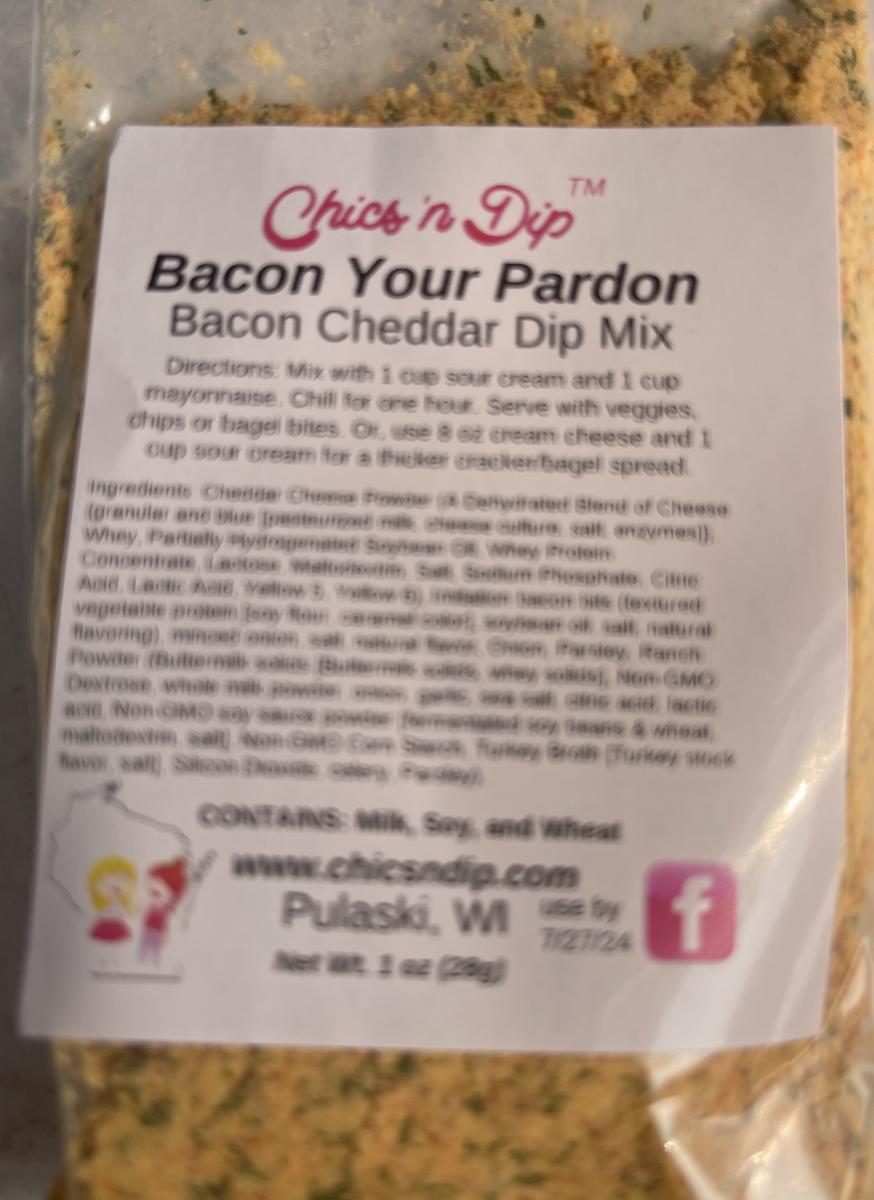 Chics 'n Dip™
Bacon Your Pardon
Bacon Cheddar Dip Mix
Directions: Mix with 1 cup sour cream and 1 cup
mayonnaise. Chill for one hour. Serve with veggies,
chips or bagel bites. Or, use 8 oz cream cheese and 1
cup sour cream for a thicker cracker/bagel spread.
Ingredients: Cheddar Cheese Powder (A Dehydrated Blend of Cheese
(granular and blue [pasteurized milk, cheese culture, salt, enzymes]),
Whey, Partially Hydrogenated Soybean Oil, Whey Protein
Concentrate, Lactose, Maltodextrin, Salt, Sodium Phosphate, Citric
Acid, Lactic Acid, Yellow 5, Yellow 6), imitation bacon bits (textured
vegetable protein [soy flour, caramel color], soybean oil, salt, natural
flavoring), minced onion, salt, natural flavor, Onion, Parsley, Ranch
Powder (Buttermilk solids [Buttermilk solids, whey solids], Non-GMO
Dextrose, whole milk powder, onion, garlic, sea salt, citric acid, lactic
acid, Non-GMO soy sauce powder [fermentated soy beans & wheat,
maltodextrin, salt], Non-GMO Corn Starch, Turkey Broth [Turkey stock
flavor, salt], Silicon Dioxide, celery, Parsley).
CONTAINS: Milk, Soy, and Wheat
www.chicsndip.com
Pulaski, WI
use by
7/27/24
f
Net Wt. 1 oz (28g)